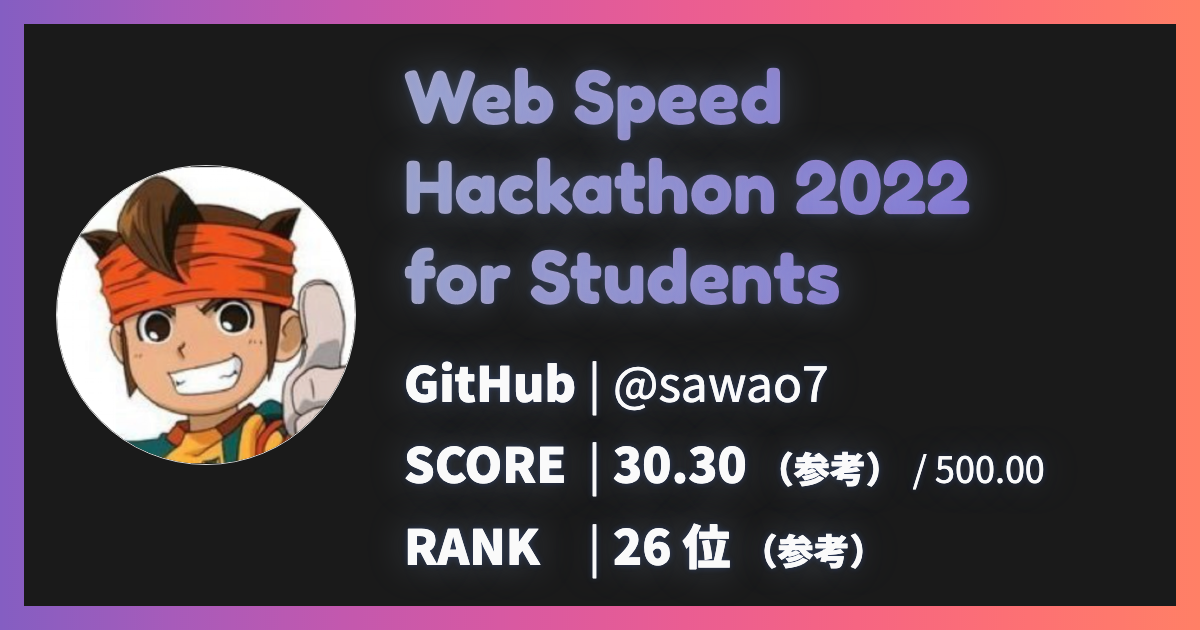 Web Speed
Hackathon 2022
for Students
GitHub | @sawao7
SCORE | 30.30 (参考) / 500.00
RANK | 26 位 (参考)